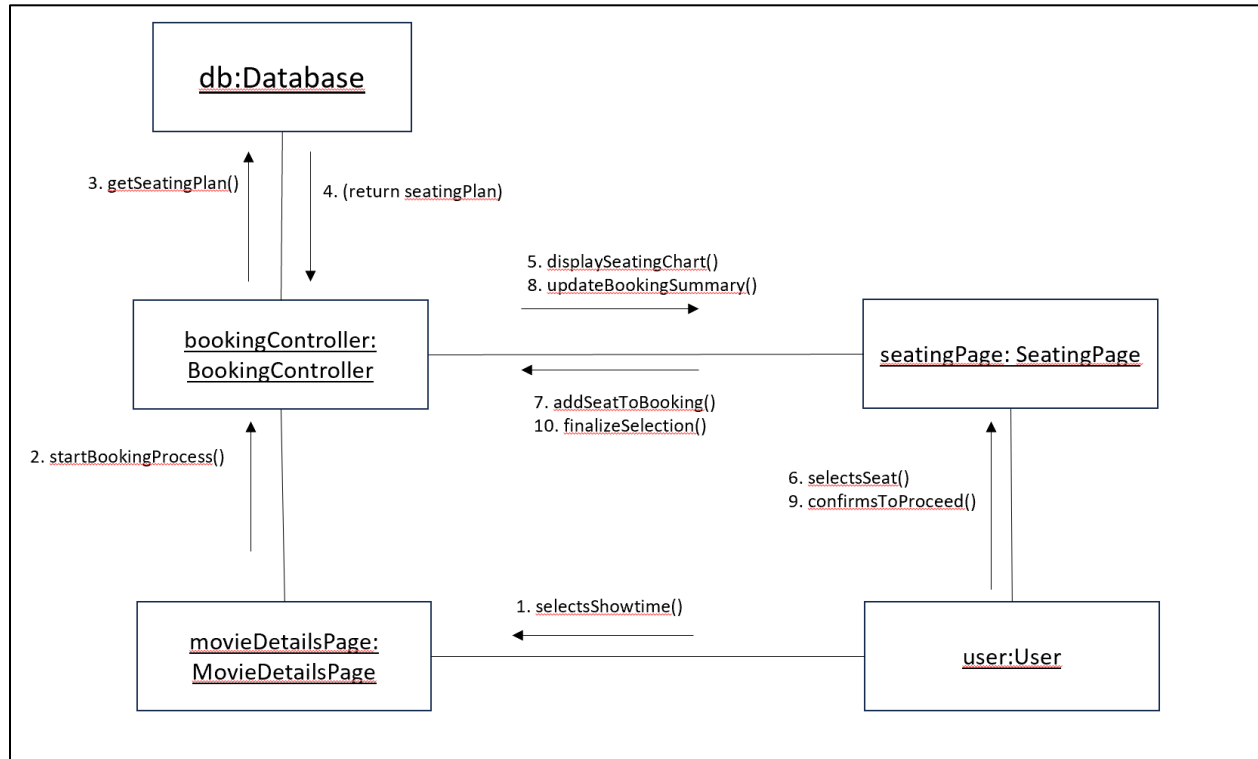 db:Database
3. getSeatingPlan()
4. (return seatingPlan)
5. displaySeatingChart()
8. updateBookingSummary()
bookingController:
BookingController
seatingPage: SeatingPage
7. addSeatToBooking()
10. finalizeSelection()
2. startBookingProcess()
6. selectsSeat()
9. confirmsToProceed()
1. selectsShowtime()
movieDetailsPage:
MovieDetailsPage
user:User